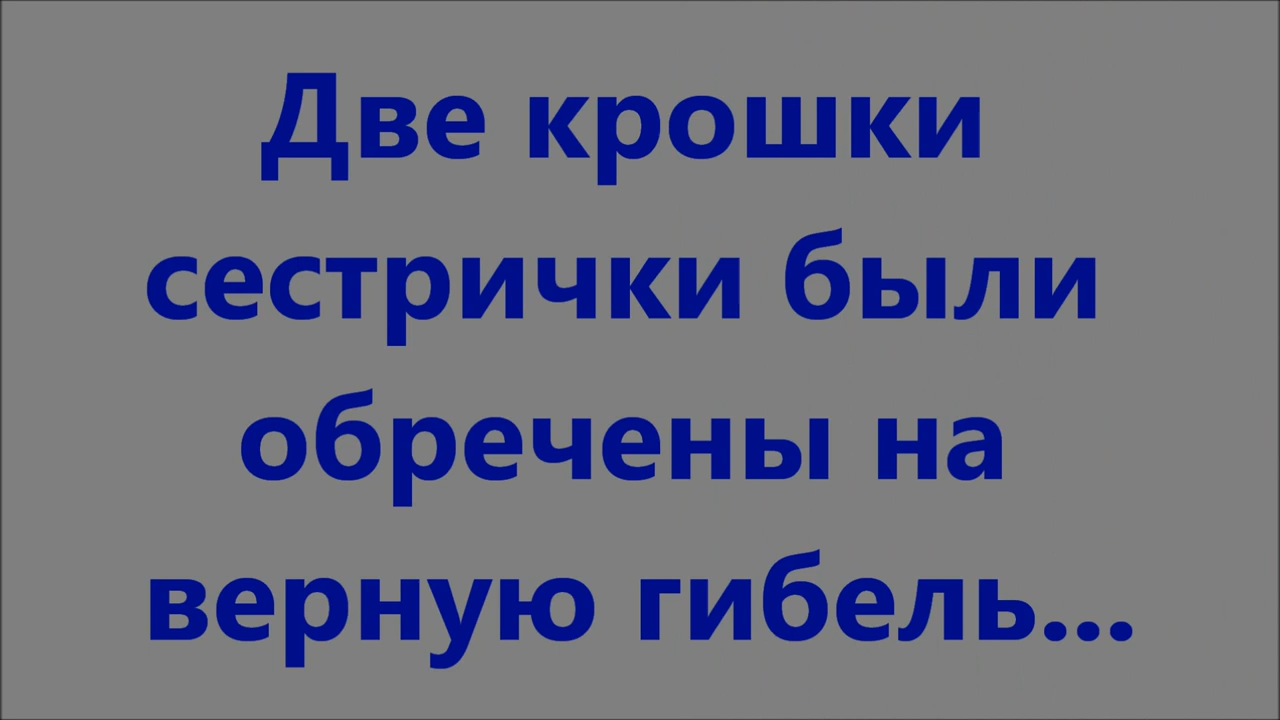 Две крошки
сестрички были
обречены на
верную гибель...